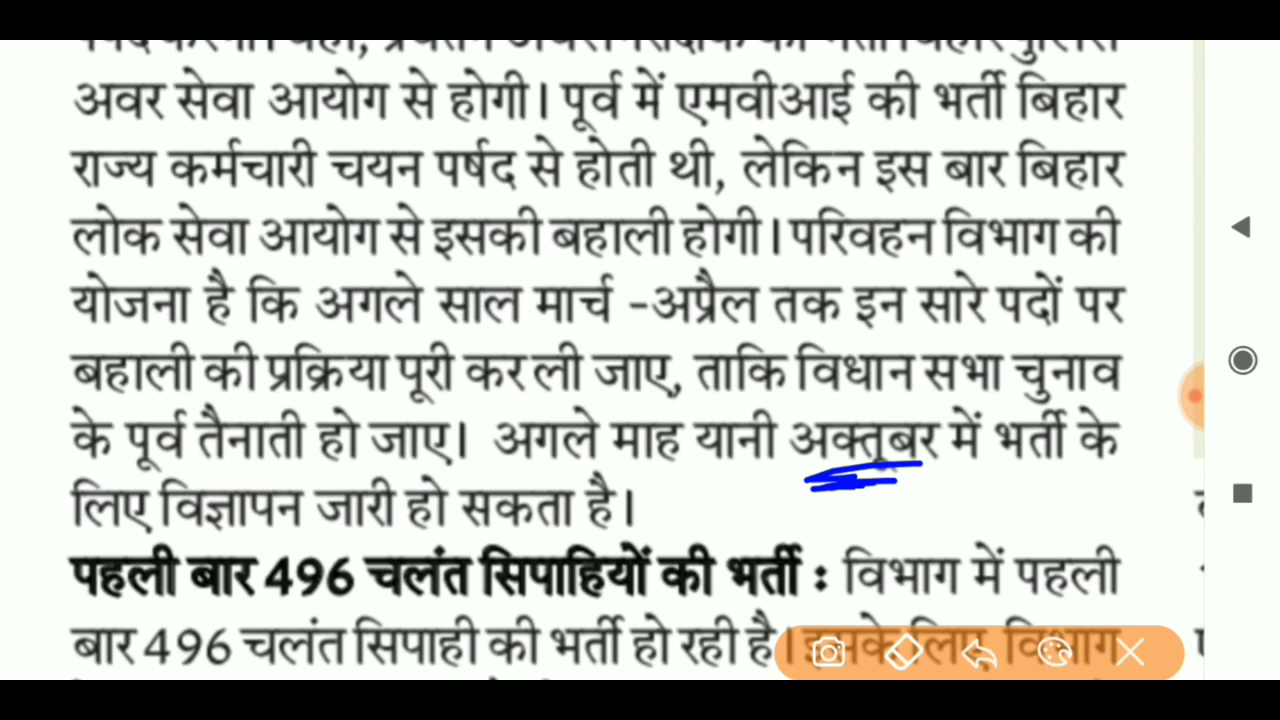 अवर सेवा आयोग से होगी। पूर्व में एमवीआई की भर्ती बिहार
राज्य कर्मचारी चयन पर्षद से होती थी, लेकिन इस बार बिहार
लोक सेवा आयोग से इसकी बहाली होगी। परिवहन विभाग की
योजना है कि अगले साल मार्च -अप्रैल तक इन सारे पदों पर
बहाली की प्रक्रिया पूरी कर ली जाए, ताकि विधान सभा चुनाव
के पूर्व तैनाती हो जाए। अगले माह यानी अक्तूबर में भर्ती के
लिए विज्ञापन जारी हो सकता है।
पहली बार 496 चलंत सिपाहियों की भर्ती : विभाग में पहली
बार 496 चलंत सिपाही की भर्ती हो रही है। इसके लिए विभाग